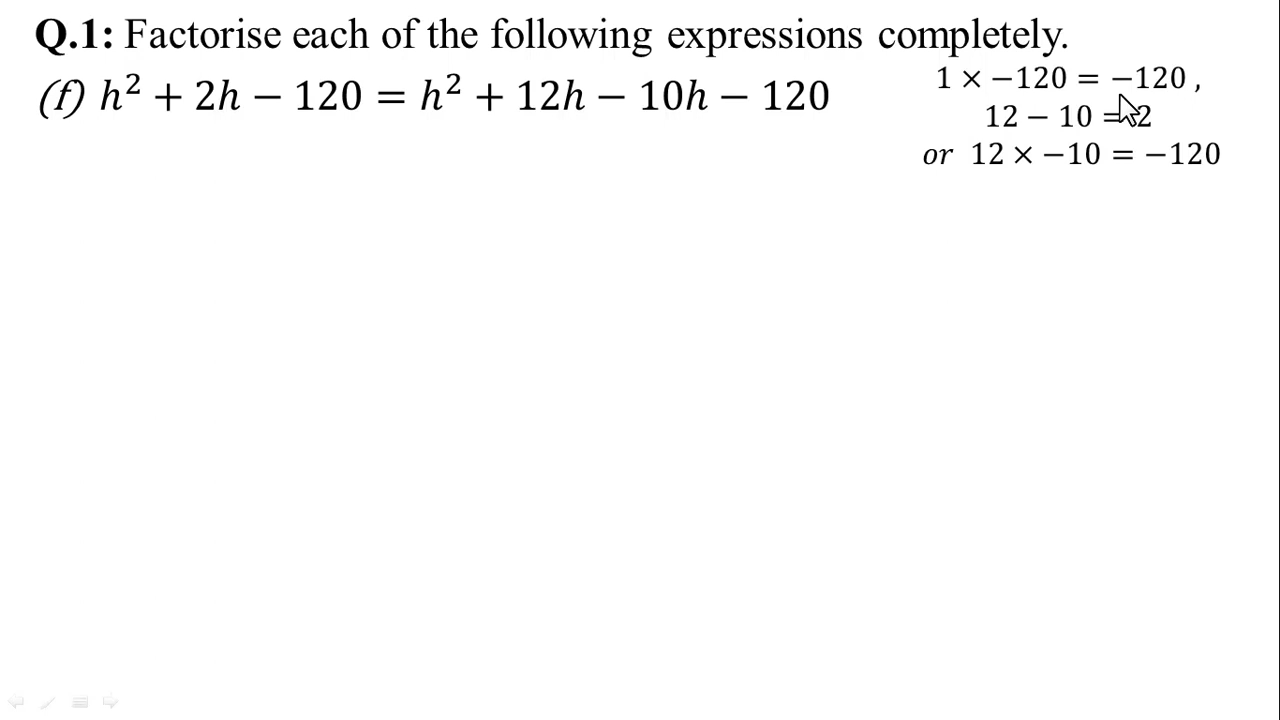 Q.1: Factorise each of the following expressions completely.
(f) h² + 2h − 120 = h² + 12h − 10h − 120
1 × −120 = −120 ,
12 − 10 = 2
or 12 × −10 = −120